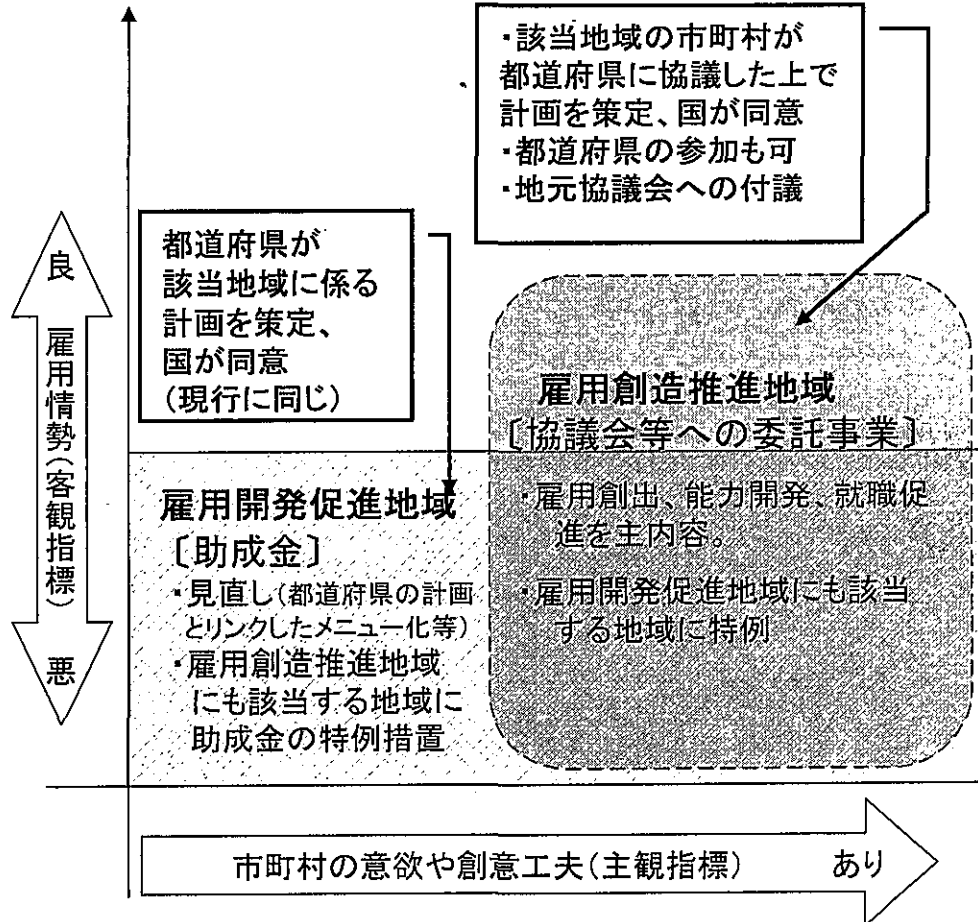 ・該当地域の市町村が
都道府県に協議した上で
計画を策定、国が同意
・都道府県の参加も可
・地元協議会への付議
都道府県が
該当地域に係る
計画を策定、
国が同意
(現行に同じ)
良
雇用情勢(客観指標)
悪
雇用創造推進地域
〔協議会等への委託事業〕
・雇用創出、能力開発、就職促
進を主内容。
・雇用開発促進地域にも該当
する地域に特例
雇用開発促進地域
〔助成金〕
・見直し(都道府県の計画
とリンクしたメニュー化等)
・雇用創造推進地域
にも該当する地域に
助成金の特例措置
市町村の意欲や創意工夫(主観指標) あり